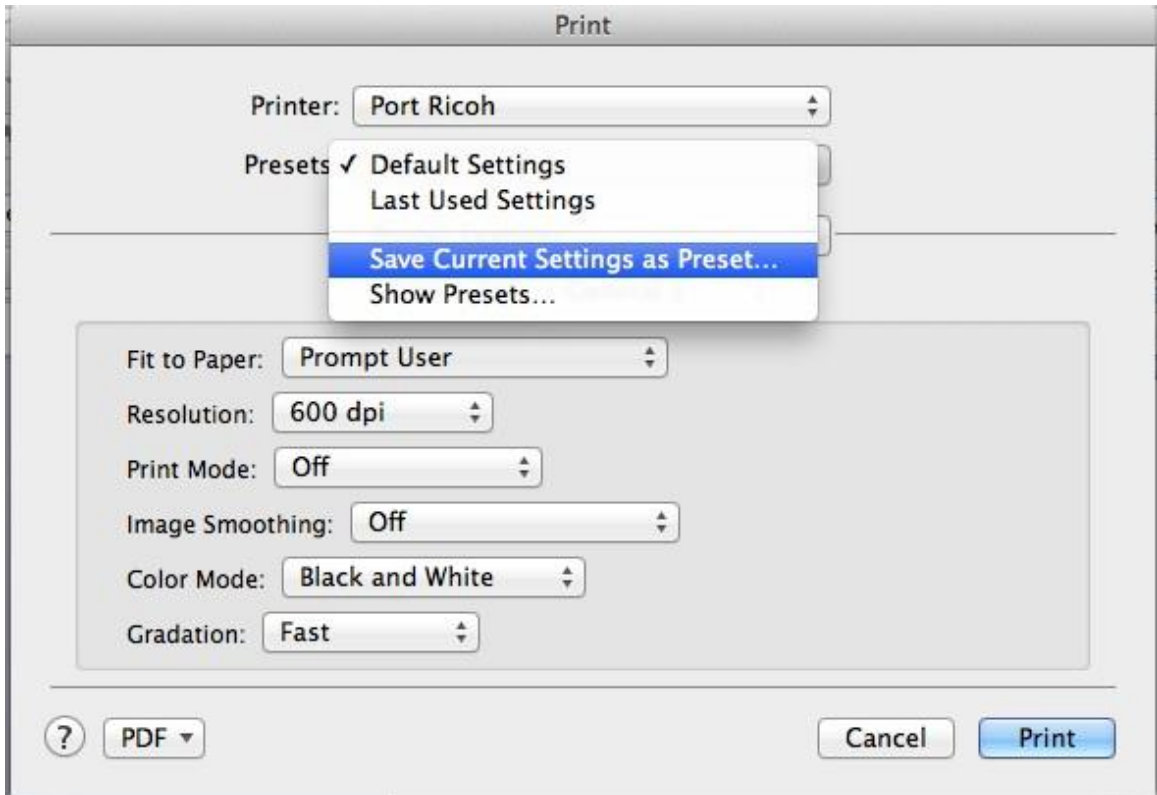 Print
Printer: Port Ricoh
Presets ✓ Default Settings
Last Used Settings
Save Current Settings as Preset...
Show Presets...
Fit to Paper: Prompt User
Resolution: 600 dpi
Print Mode: Off
Image Smoothing: Off
Color Mode: Black and White
Gradation: Fast
? PDF Cancel Print